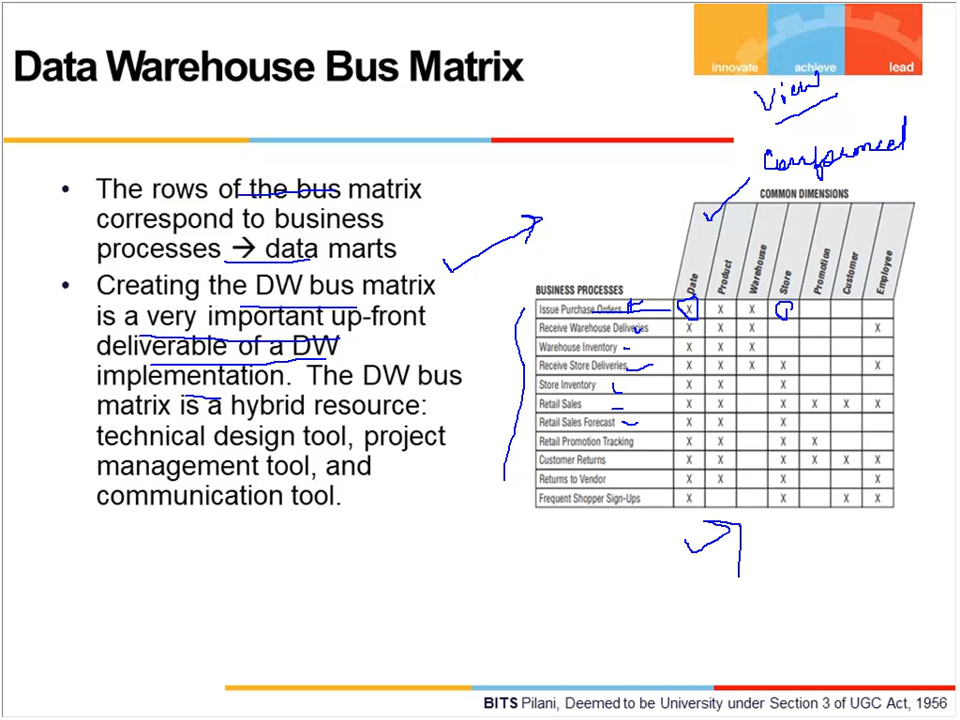 Data Warehouse Bus Matrix
innovate achieve lead
View
Conformed
• The rows of the bus matrix
correspond to business
processes → data marts
• Creating the DW bus matrix
is a very important up-front
deliverable of a DW
implementation. The DW bus
matrix is a hybrid resource:
technical design tool, project
management tool, and
communication tool.
COMMON DIMENSIONS
BUSINESS PROCESSES Date Product Warehouse Store Promotion Customer Employee
Issue Purchase Orders X X X
Receive Warehouse Deliveries X X X X
Warehouse Inventory X X X
Receive Store Deliveries X X X X X
Store Inventory X X X
Retail Sales X X X X X X
Retail Sales Forecast X X X
Retail Promotion Tracking X X X X
Customer Returns X X X X X X
Returns to Vendor X X X X
Frequent Shopper Sign-Ups X X X X
BITS Pilani, Deemed to be University under Section 3 of UGC Act, 1956